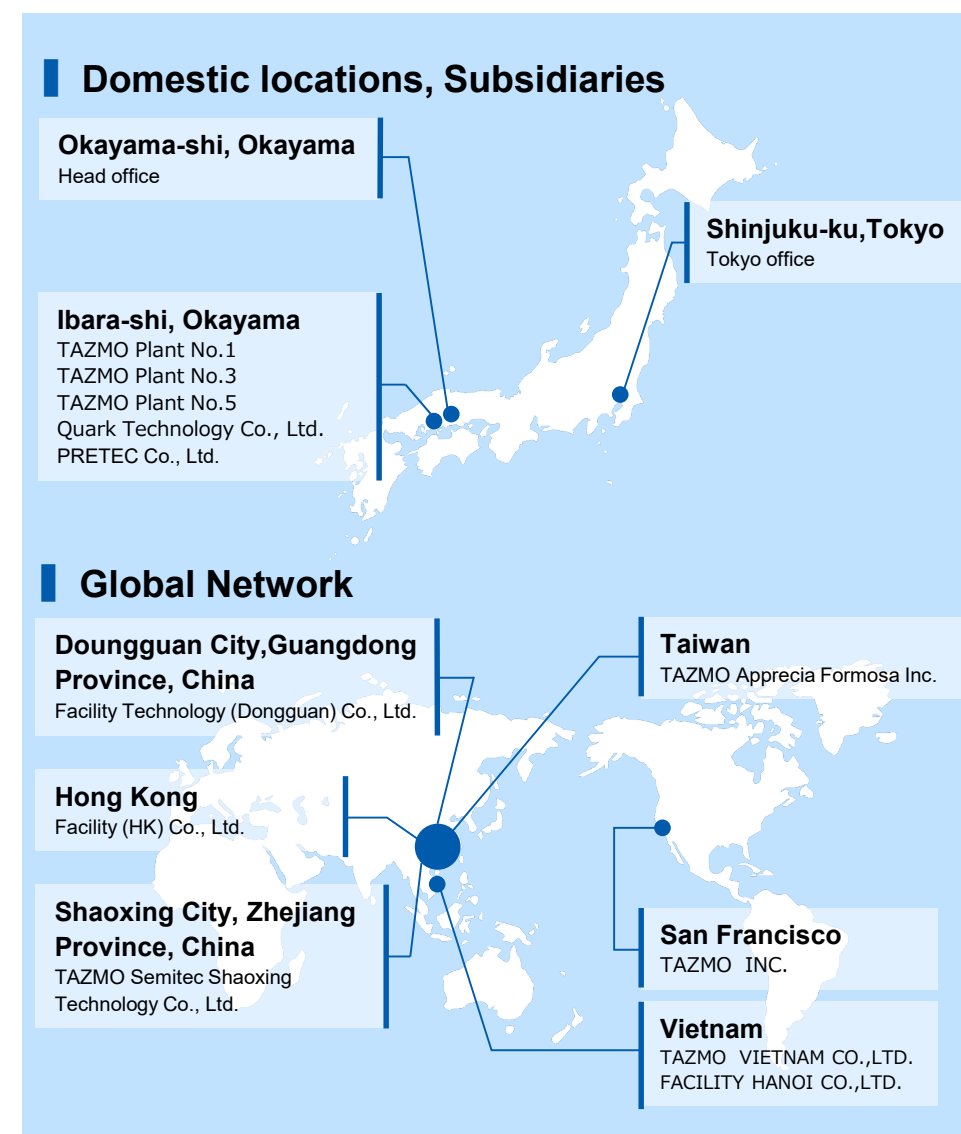 Domestic locations, Subsidiaries
Okayama-shi, Okayama
Head office
Shinjuku-ku,Tokyo
Tokyo office
Ibara-shi, Okayama
TAZMO Plant No.1
TAZMO Plant No.3
TAZMO Plant No.5
Quark Technology Co., Ltd.
PRETEC Co., Ltd.
Global Network
Doungguan City,Guangdong
Province, China
Facility Technology (Dongguan) Co., Ltd.
Taiwan
TAZMO Apprecia Formosa Inc.
Hong Kong
Facility (HK) Co., Ltd.
Shaoxing City, Zhejiang
Province, China
TAZMO Semitec Shaoxing
Technology Co., Ltd.
San Francisco
TAZMO INC.
Vietnam
TAZMO VIETNAM CO.,LTD.
FACILITY HANOI CO.,LTD.